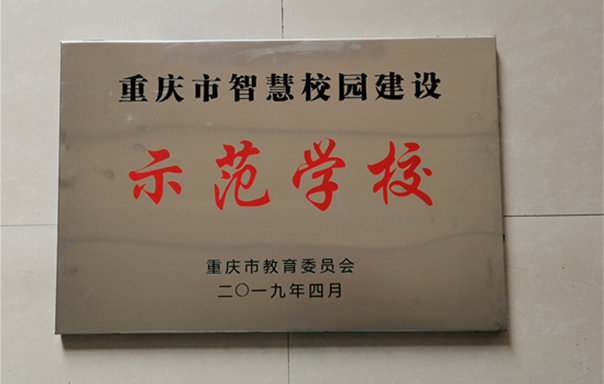 重庆市智慧校园建设
示范学校
重庆市教育委员会
二〇一九年四月